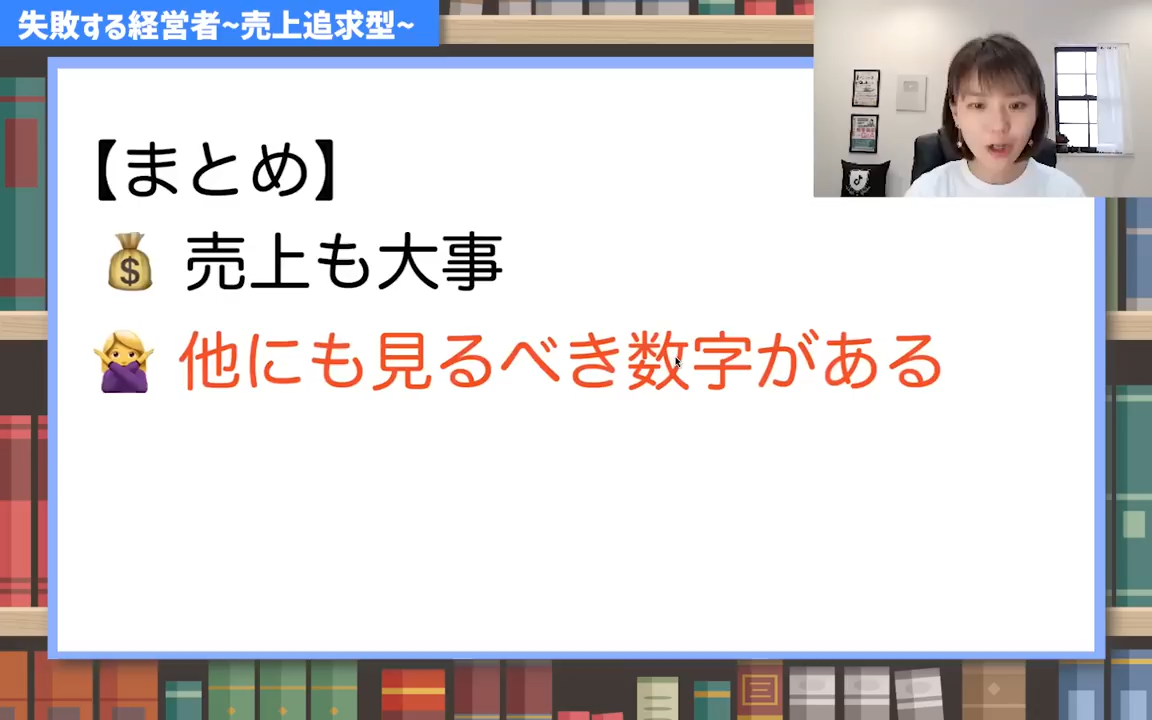 失敗する経営者~売上追求型~
【まとめ】
💰 売上も大事
🙅‍♀️ 他にも見るべき数字がある